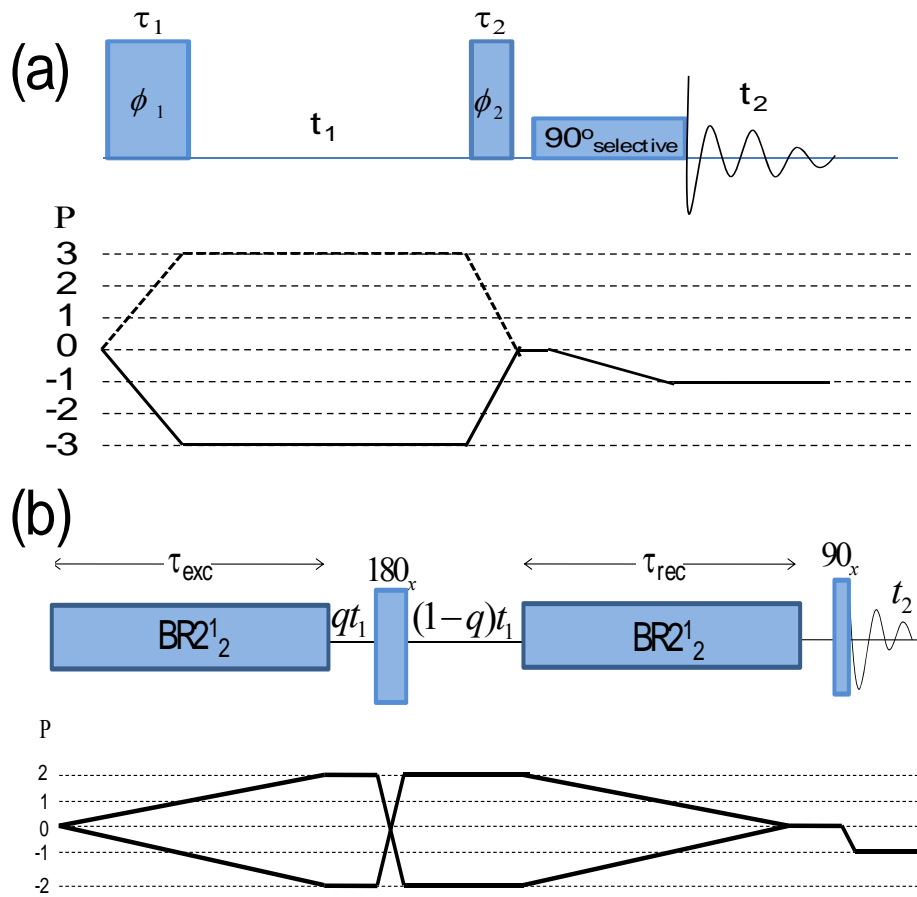 τ₁ τ₂
(a)
ϕ₁ t₁ ϕ₂ 90º selective t₂
P
3
2
1
0
-1
-2
-3
(b)
τexc 180ₓ τrec 90ₓ
BR2¹₂ qt₁ (1-q)t₁ BR2¹₂ t₂
P
2
1
0
-1
-2